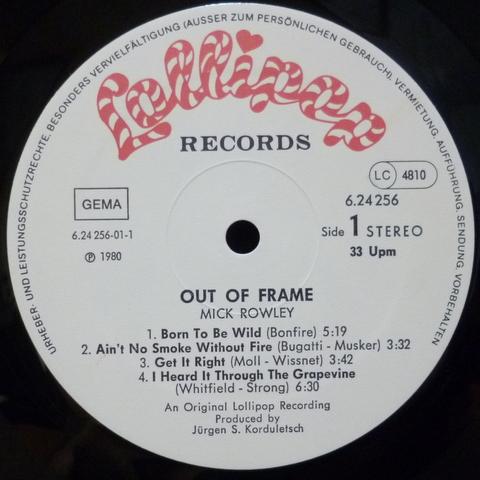 URHEBER- UND LEISTUNGSSCHUTZRECHTE. BESONDERS VERVIELFÄLTIGUNG (AUSSER ZUM PERSÖNLICHEN GEBRAUCH), VERMIETUNG, AUFFÜHRUNG, SENDUNG, VORBEHALTEN
Lollipop
RECORDS
LC 4810
GEMA
6.24 256-01-1
℗ 1980
6.24 256
Side 1 STEREO
33 Upm
OUT OF FRAME
MICK ROWLEY
1. Born To Be Wild (Bonfire) 5:19
2. Ain't No Smoke Without Fire (Bugatti - Musker) 3:32
3. Get It Right (Moll - Wissnet) 3:42
4. I Heard It Through The Grapevine
(Whitfield - Strong) 6:30
An Original Lollipop Recording
Produced by
Jürgen S. Korduletsch